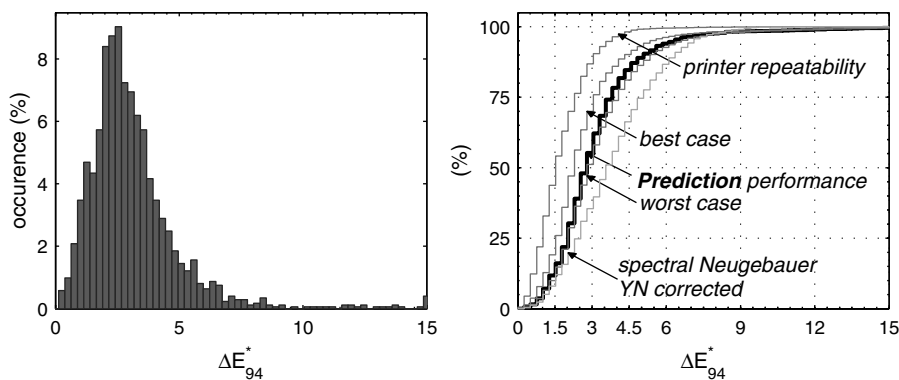 occurence (%)
8
6
4
2
0
0
5
10
15
ΔE*94
(%)
100
75
50
25
0
0
1.5
3
4.5
6
9
12
15
ΔE*94
printer repeatability
best case
Prediction performance
worst case
spectral Neugebauer
YN corrected